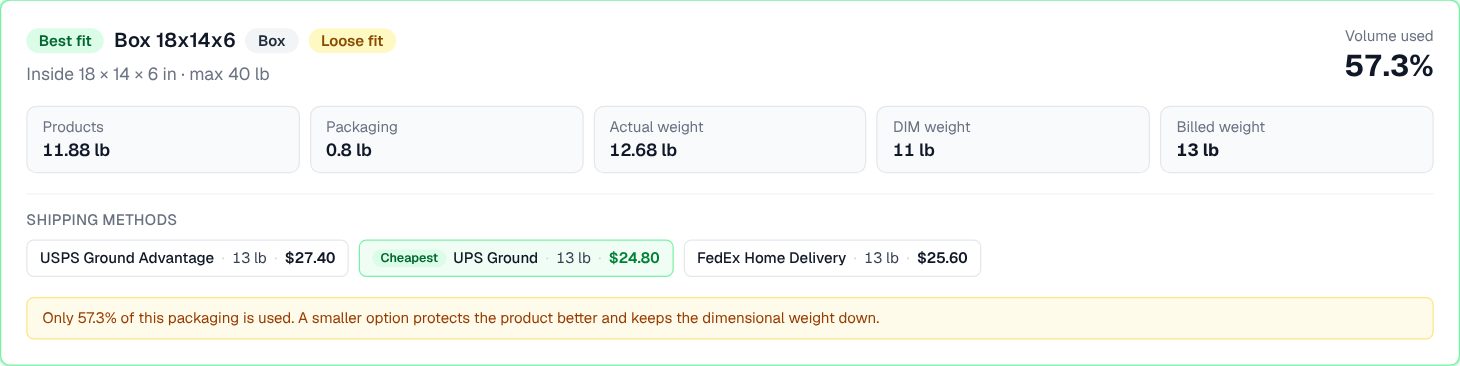 Best fit Box 18x14x6 Box Loose fit
Inside 18 × 14 × 6 in · max 40 lb
Volume used
57.3%
Products
11.88 lb
Packaging
0.8 lb
Actual weight
12.68 lb
DIM weight
11 lb
Billed weight
13 lb
SHIPPING METHODS
USPS Ground Advantage · 13 lb · $27.40
Cheapest UPS Ground · 13 lb · $24.80
FedEx Home Delivery · 13 lb · $25.60
Only 57.3% of this packaging is used. A smaller option protects the product better and keeps the dimensional weight down.